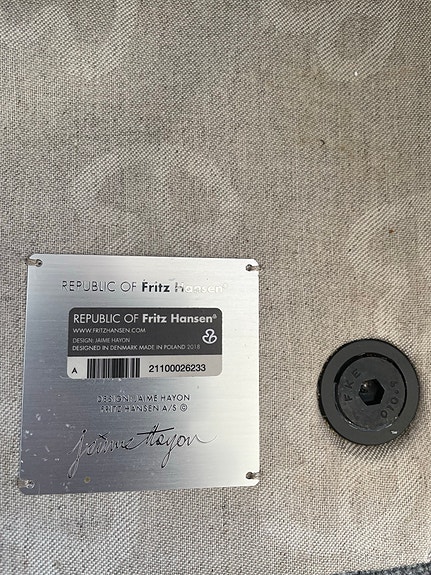 REPUBLIC OF Fritz Hansen®
REPUBLIC OF Fritz Hansen®
WWW.FRITZHANSEN.COM
DESIGN: JAIME HAYON
DESIGNED IN DENMARK MADE IN POLAND 2018
A 21100026233
DESIGN: JAIME HAYON
FRITZ HANSEN A/S ©
Jaime Hayon
FKE